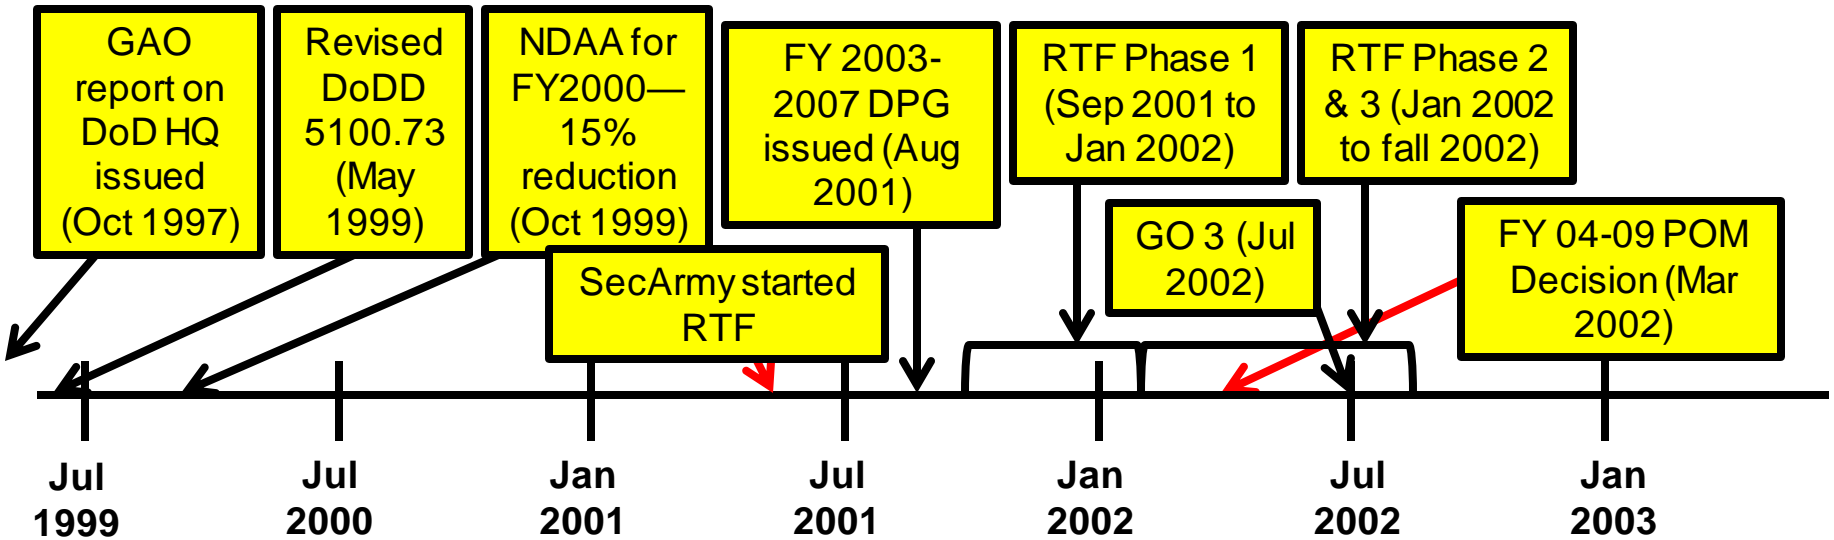 GAO
report on
DoD HQ
issued
(Oct 1997)
Revised
DoDD
5100.73
(May
1999)
NDAA for
FY2000—
15%
reduction
(Oct 1999)
SecArmy started
RTF
FY 2003-
2007 DPG
issued (Aug
2001)
RTF Phase 1
(Sep 2001 to
Jan 2002)
RTF Phase 2
& 3 (Jan 2002
to fall 2002)
GO 3 (Jul
2002)
FY 04-09 POM
Decision (Mar
2002)
Jul
1999
Jul
2000
Jan
2001
Jul
2001
Jan
2002
Jul
2002
Jan
2003